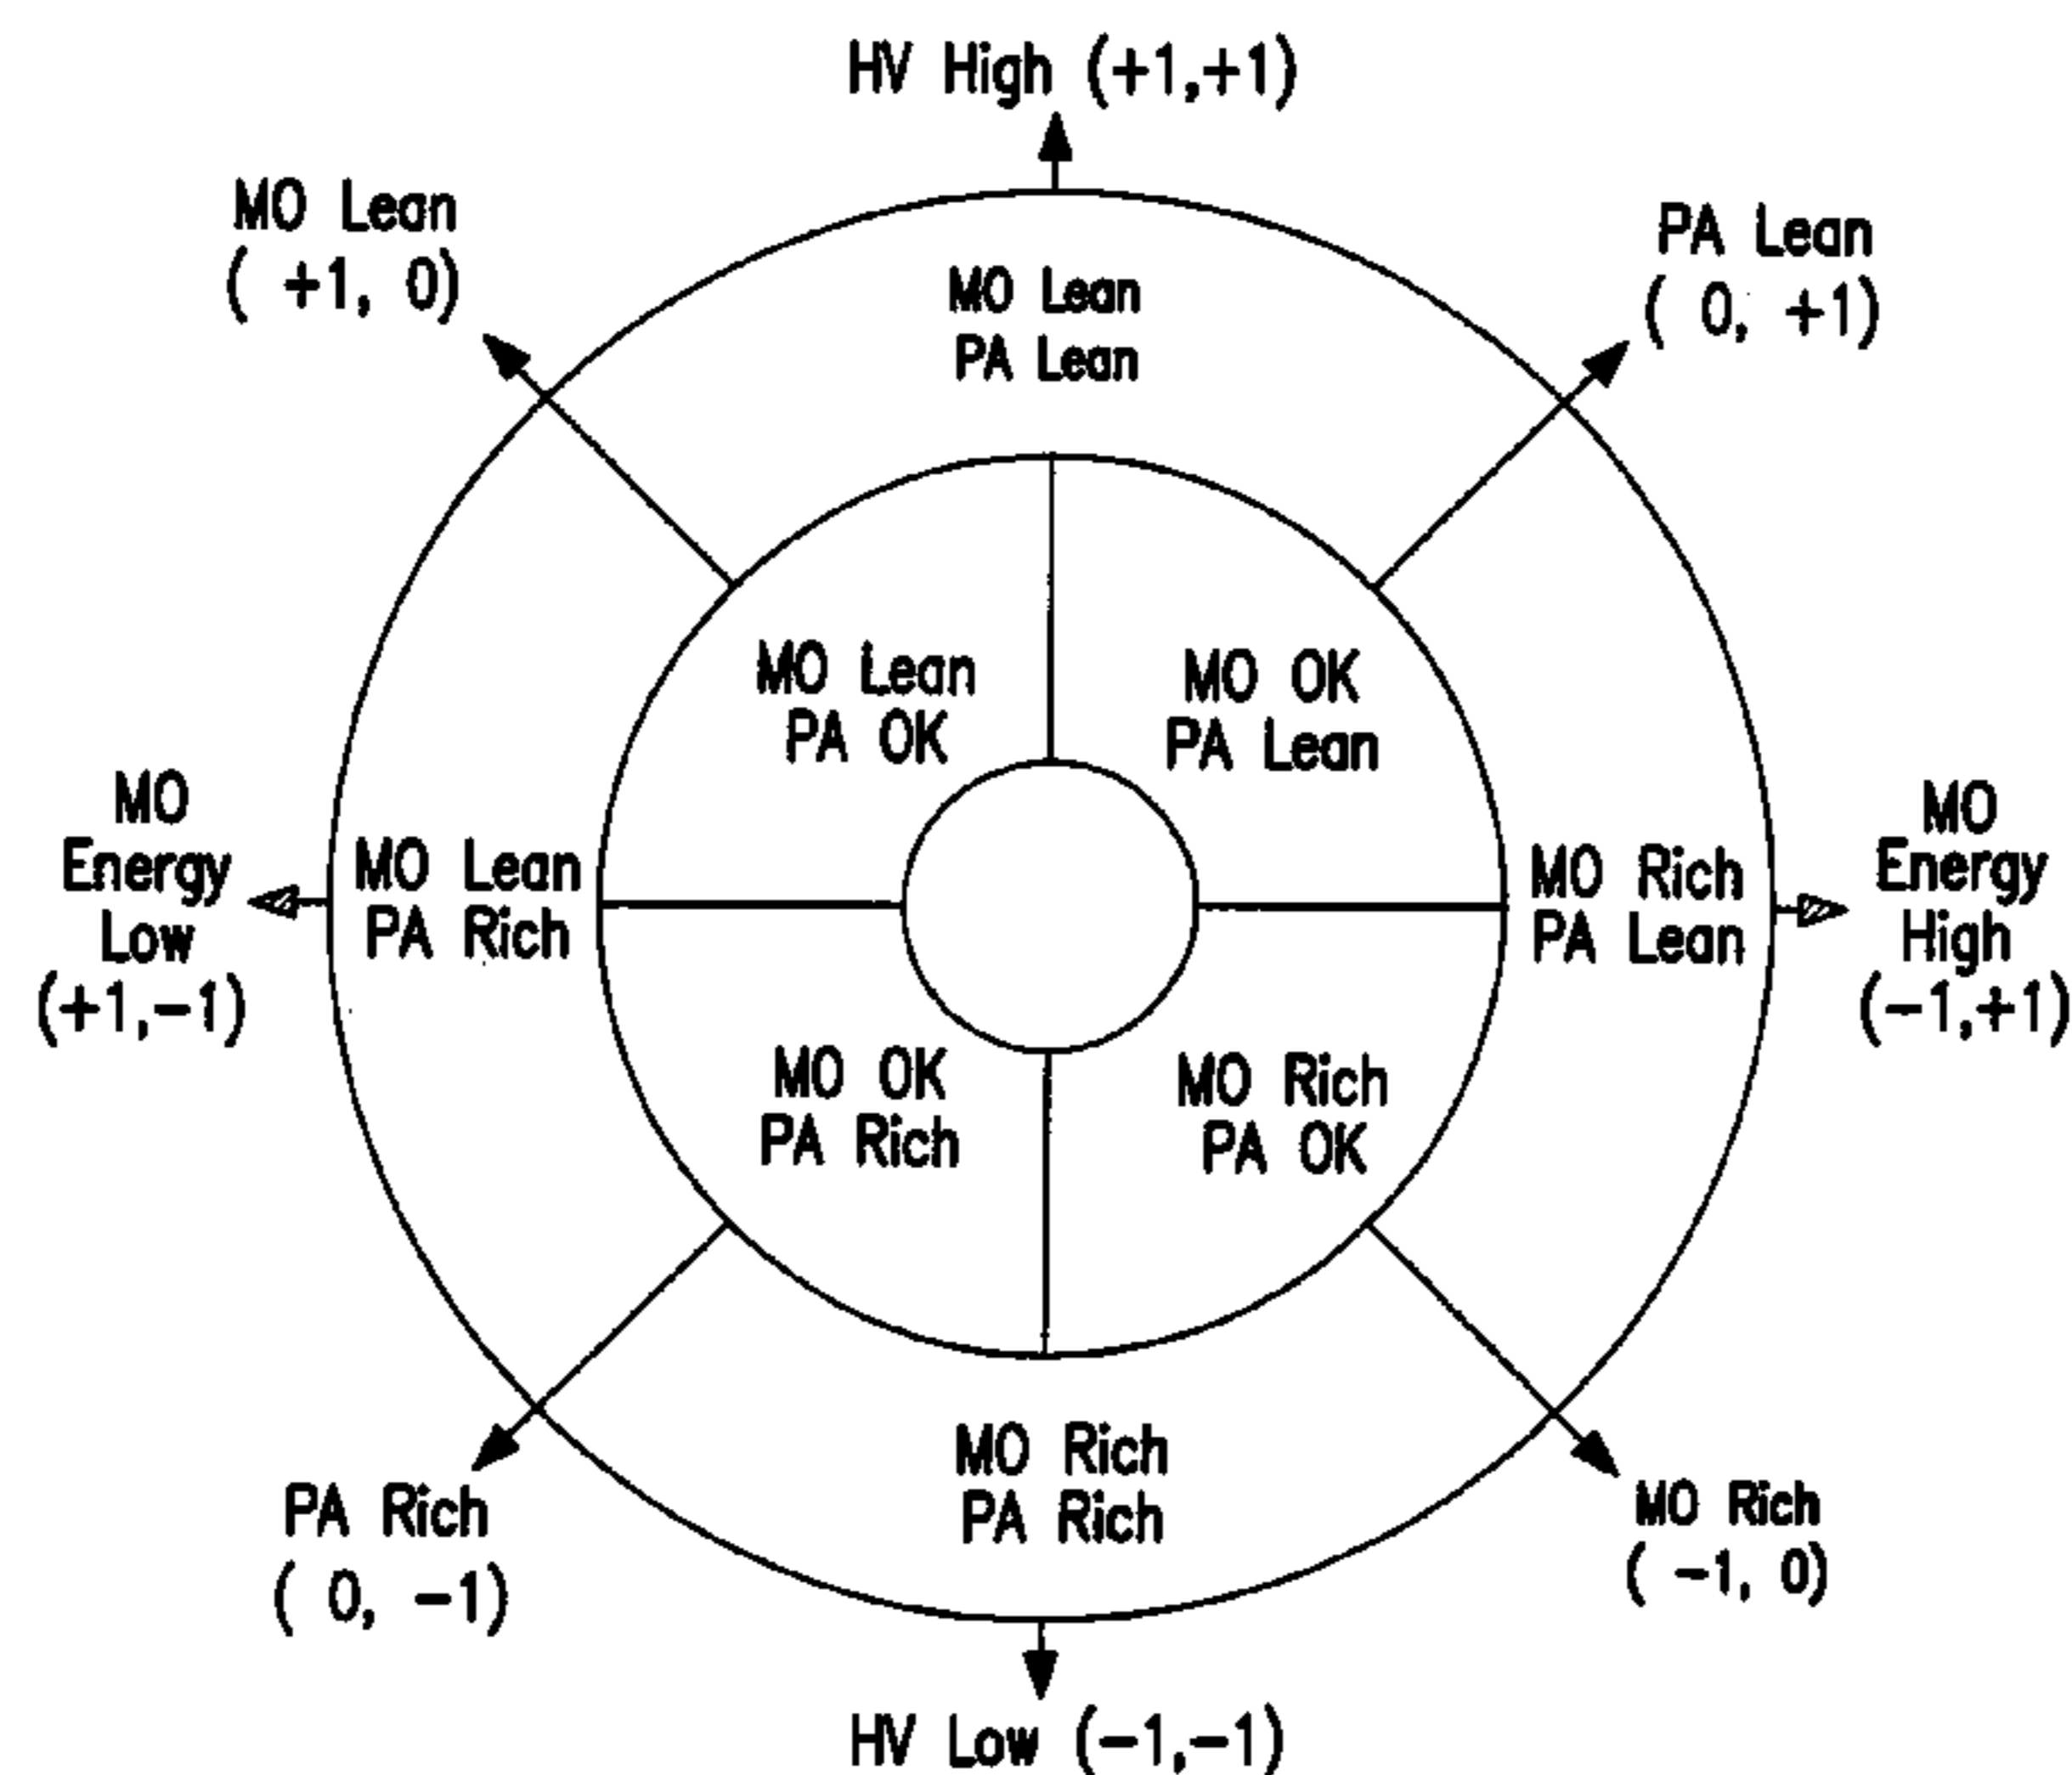 HV High (+1,+1)
MO Lean
( +1, 0)
PA Lean
( 0, +1)
MO Lean
PA Lean
MO Lean
PA OK
MO OK
PA Lean
MO
Energy
Low
(+1,-1)
MO Lean
PA Rich
MO Rich
PA Lean
MO
Energy
High
(-1,+1)
MO OK
PA Rich
MO Rich
PA OK
MO Rich
PA Rich
PA Rich
( 0, -1)
MO Rich
( -1, 0)
HV Low (-1,-1)